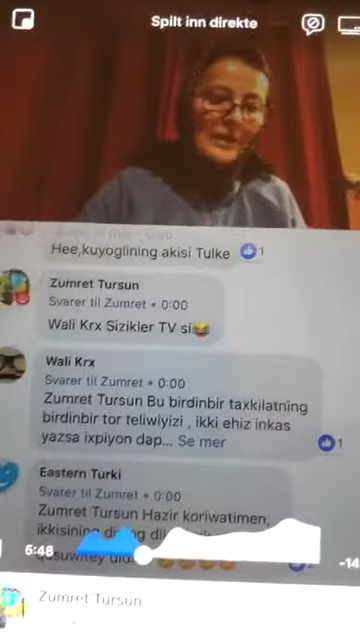 Spilt inn direkte
Hee,kuyoglining akisi Tulke 1
Zumret Tursun
Svarer til Zumret • 0:00
Wali Krx Sizikler TV si😂
Wali Krx
Svarer til Zumret • 0:00
Zumret Tursun Bu birdinbir taxkilatning
birdinbir tor teliwiyizi , ikki ehiz inkas
yazsa ixpiyon dap... Se mer 1
Eastern Turki
Svarer til Zumret • 0:00
Zumret Tursun Hazir koriwatimen,
ikkisining
5:48
-14
Zumret Tursun